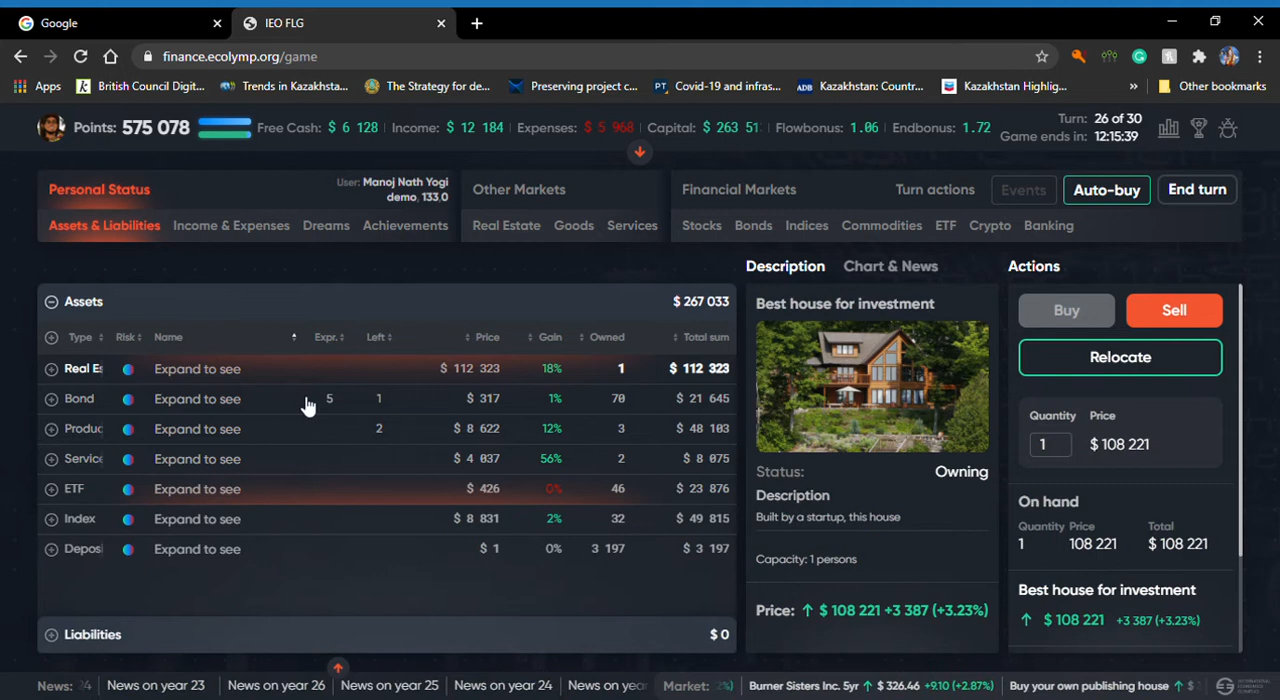 Google
IEO FLG
finance.ecolymp.org/game
Apps
British Council Digit...
Trends in Kazakhsta...
The Strategy for de...
Preserving project c...
PT Covid-19 and infras...
ADB Kazakhstan: Countr...
Kazakhstan Highlig...
»
Other bookmarks
Points: 575 078
Free Cash: $ 6 128
Income: $ 12 184
Expenses: $ 5 968
Capital: $ 263 51
Flowbonus: 1.06
Endbonus: 1.72
Turn: 26 of 30
Game ends in: 12:15:39
Personal Status
User: Manoj Nath Yogi
demo, 133,0
Other Markets
Financial Markets
Turn actions
Events
Auto-buy
End turn
Assets & Liabilities
Income & Expenses
Dreams
Achievements
Real Estate
Goods
Services
Stocks
Bonds
Indices
Commodities
ETF
Crypto
Banking
Assets $ 267 033
Type Risk Name Expr. Left Price Gain Owned Total sum
Real Es Expand to see $ 112 323 18% 1 $ 112 323
Bond Expand to see 5 1 $ 317 1% 70 $ 21 645
Produc Expand to see 2 $ 8 622 12% 3 $ 48 103
Service Expand to see $ 4 037 56% 2 $ 8 075
ETF Expand to see $ 426 0% 46 $ 23 876
Index Expand to see $ 8 831 2% 32 $ 49 815
Depos Expand to see $ 1 0% 3 197 $ 3 197
Liabilities $ 0
Description
Chart & News
Best house for investment
Status: Owning
Description
Built by a startup, this house
Capacity: 1 persons
Price: $ 108 221 +3 387 (+3.23%)
Actions
Buy
Sell
Relocate
Quantity Price
1 $ 108 221
On hand
Quantity Price Total
1 108 221 $ 108 221
Best house for investment
$ 108 221 +3 387 (+3.23%)
News: 24
News on year 23
News on year 26
News on year 25
News on year 24
News on year
Market: %)
Burner Sisters Inc. 5yr $ 326.46 +9.10 (+2.87%)
Buy your own publishing house $
INTERNATIONAL
ECONOMICS
OLYMPIAD